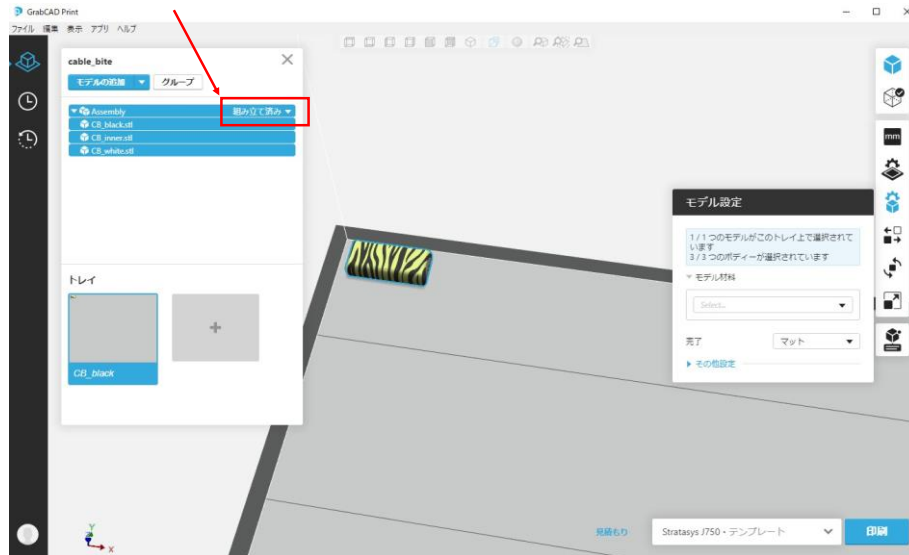 GrabCAD Print
ファイル 編集 表示 アプリ ヘルプ
cable_bite
モデルの追加
グループ
Assembly
組み立て済み
CB_black.stl
CB_inner.stl
CB_white.stl
トレイ
CB_black
mm
モデル設定
1 / 1 つのモデルがこのトレイ上で選択されて
います
3 / 3 つのボディーが選択されています
モデル材料
Select...
完了
マット
その他設定
Y
X
見積もり
Stratasys J750 • テンプレート
印刷